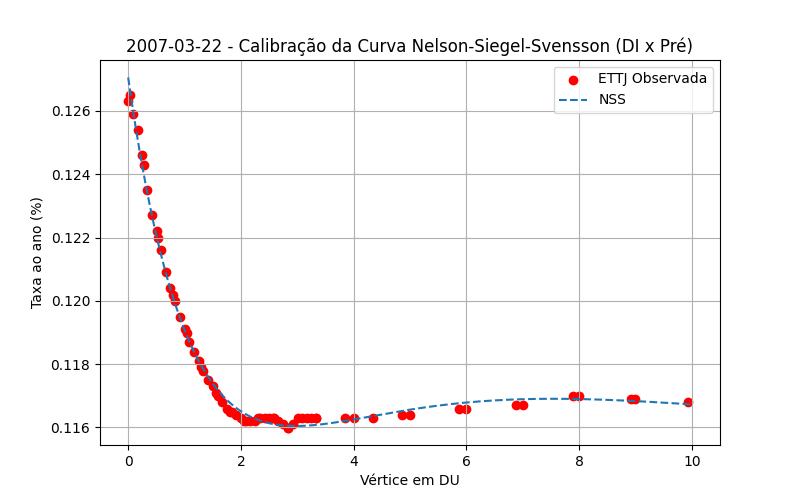 2007-03-22 - Calibração da Curva Nelson-Siegel-Svensson (DI x Pré)
ETTJ Observada
NSS
Taxa ao ano (%)
0.126
0.124
0.122
0.120
0.118
0.116
0 2 4 6 8 10
Vértice em DU